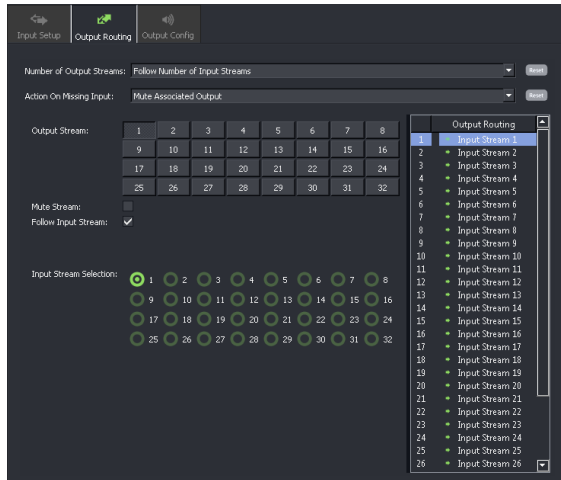 Input Setup Output Routing Output Config
Number of Output Streams: Follow Number of Input Streams Reset
Action On Missing Input: Mute Associated Output Reset
Output Stream: 1 2 3 4 5 6 7 8
9 10 11 12 13 14 15 16
17 18 19 20 21 22 23 24
25 26 27 28 29 30 31 32
Mute Stream:
Follow Input Stream:
Input Stream Selection: 1 2 3 4 5 6 7 8
9 10 11 12 13 14 15 16
17 18 19 20 21 22 23 24
25 26 27 28 29 30 31 32
Output Routing
1 Input Stream 1
2 Input Stream 2
3 Input Stream 3
4 Input Stream 4
5 Input Stream 5
6 Input Stream 6
7 Input Stream 7
8 Input Stream 8
9 Input Stream 9
10 Input Stream 10
11 Input Stream 11
12 Input Stream 12
13 Input Stream 13
14 Input Stream 14
15 Input Stream 15
16 Input Stream 16
17 Input Stream 17
18 Input Stream 18
19 Input Stream 19
20 Input Stream 20
21 Input Stream 21
22 Input Stream 22
23 Input Stream 23
24 Input Stream 24
25 Input Stream 25
26 Input Stream 26